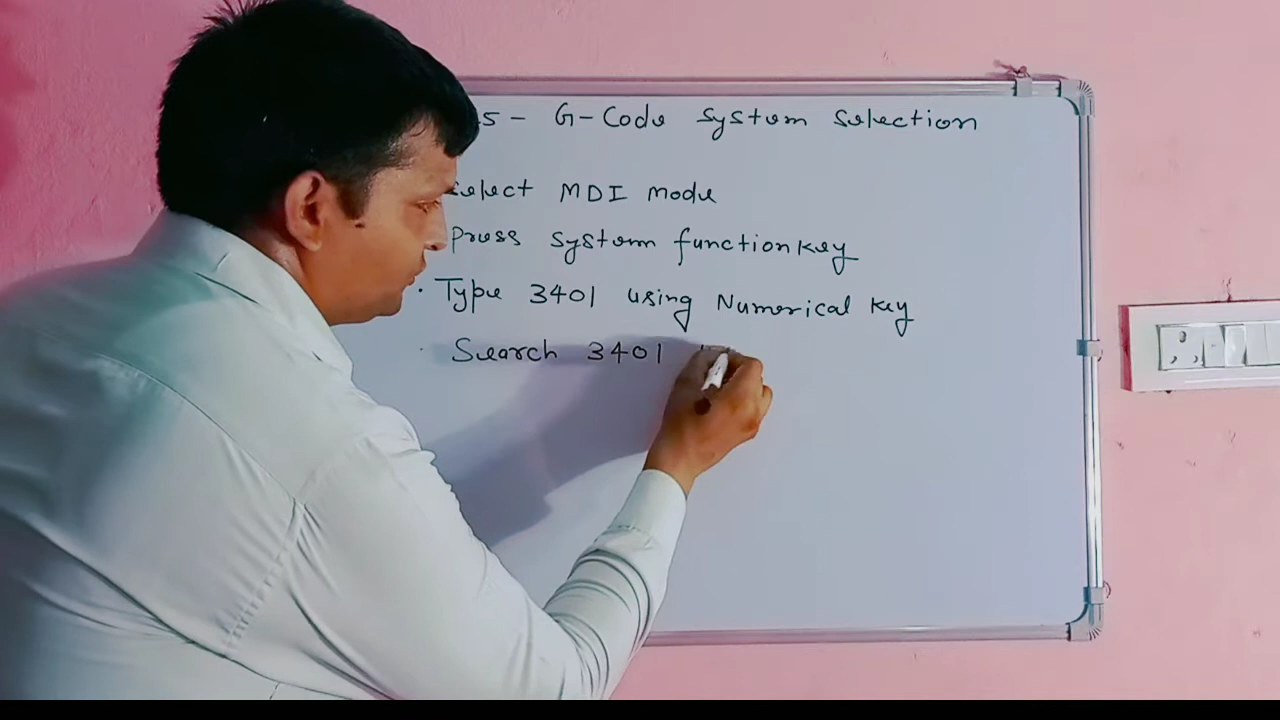 5 - G-Code System Selection
Select MDI mode
Press System function key
• Type 3401 using Numerical key
• Search 3401